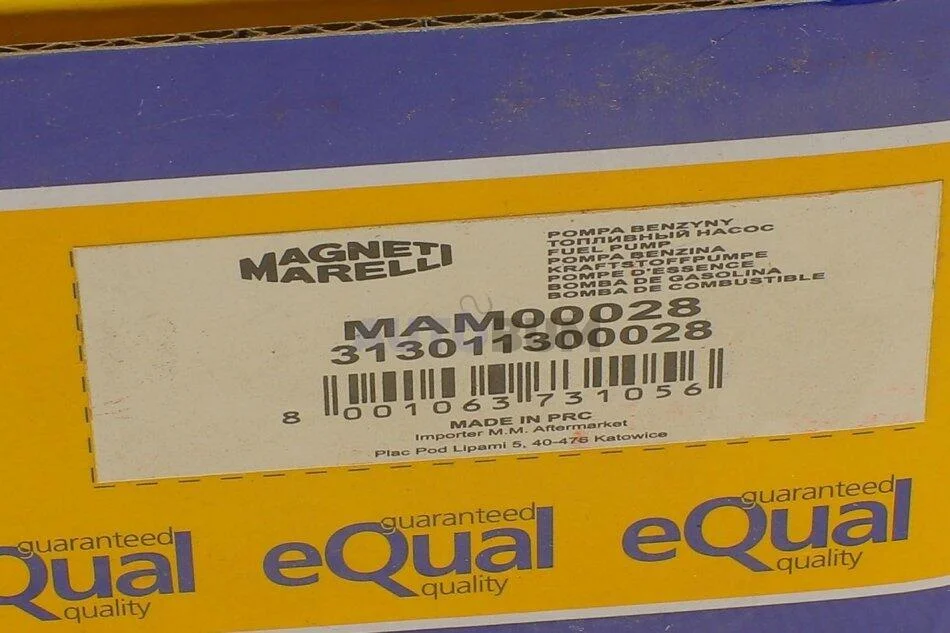 MAGNETI
MARELLI
POMPA BENZYNY
ТОПЛИВНЫЙ НАСОС
FUEL PUMP
POMPA BENZINA
KRAFTSTOFFPUMPE
POMPE D'ESSENCE
BOMBA DE GASOLINA
BOMBA DE COMBUSTIBLE
MAM00028
313011300028
8 001063 731056
MADE IN PRC
Importer M.M. Aftermarket
Plac Pod Lipami 5, 40-476 Katowice
guaranteed
eQual
quality
guaranteed
eQual
quality
guaranteed
Qual
quality